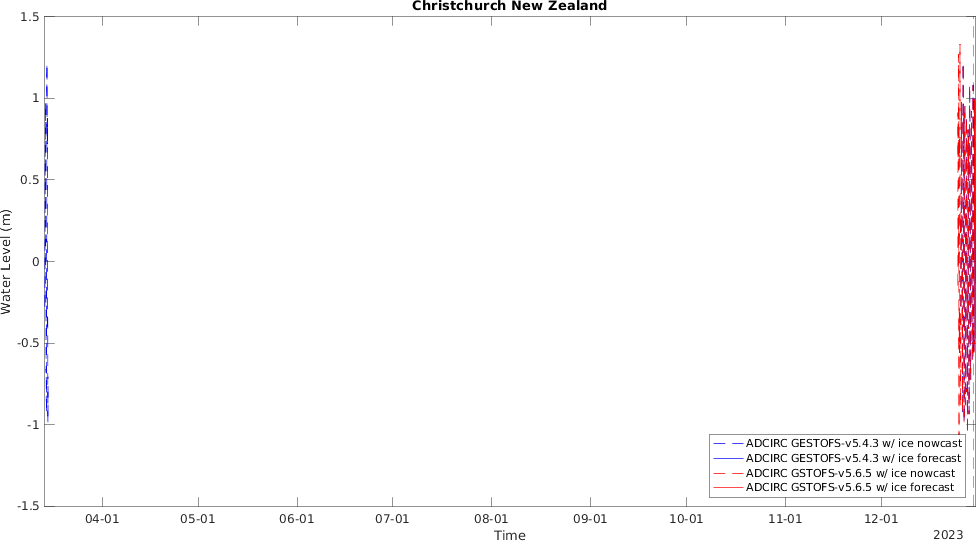 Christchurch New Zealand
1.5
1
0.5
0
-0.5
-1
-1.5
Water Level (m)
ADCIRC GESTOFS-v5.4.3 w/ ice nowcast
ADCIRC GESTOFS-v5.4.3 w/ ice forecast
ADCIRC GSTOFS-v5.6.5 w/ ice nowcast
ADCIRC GSTOFS-v5.6.5 w/ ice forecast
04-01 05-01 06-01 07-01 08-01 09-01 10-01 11-01 12-01
Time
2023